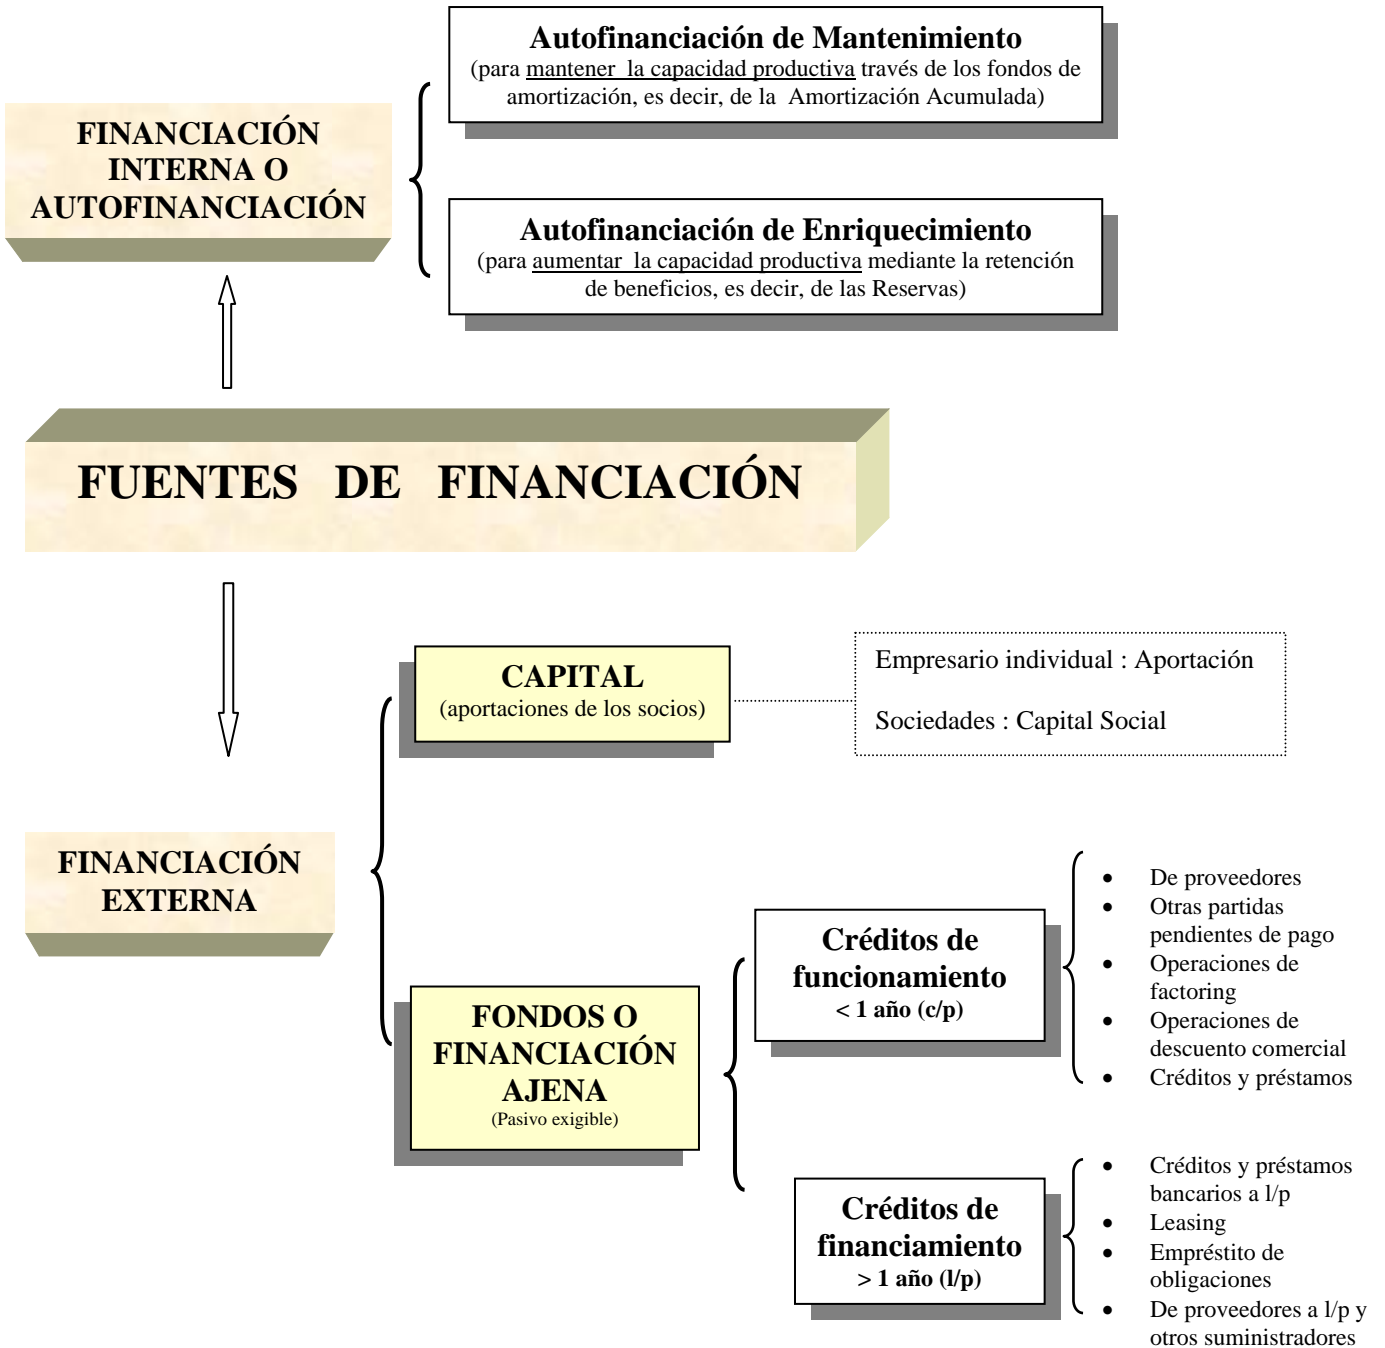 Autofinanciación de Mantenimiento
(para mantener la capacidad productiva través de los fondos de
amortización, es decir, de la Amortización Acumulada)
FINANCIACIÓN
INTERNA O
AUTOFINANCIACIÓN
Autofinanciación de Enriquecimiento
(para aumentar la capacidad productiva mediante la retención
de beneficios, es decir, de las Reservas)
FUENTES DE FINANCIACIÓN
CAPITAL
(aportaciones de los socios)
Empresario individual : Aportación
Sociedades : Capital Social
FINANCIACIÓN
EXTERNA
FONDOS O
FINANCIACIÓN
AJENA
(Pasivo exigible)
Créditos de
funcionamiento
< 1 año (c/p)
• De proveedores
• Otras partidas
pendientes de pago
• Operaciones de
factoring
• Operaciones de
descuento comercial
• Créditos y préstamos
Créditos de
financiamiento
> 1 año (l/p)
• Créditos y préstamos
bancarios a l/p
• Leasing
• Empréstito de
obligaciones
• De proveedores a l/p y
otros suministradores